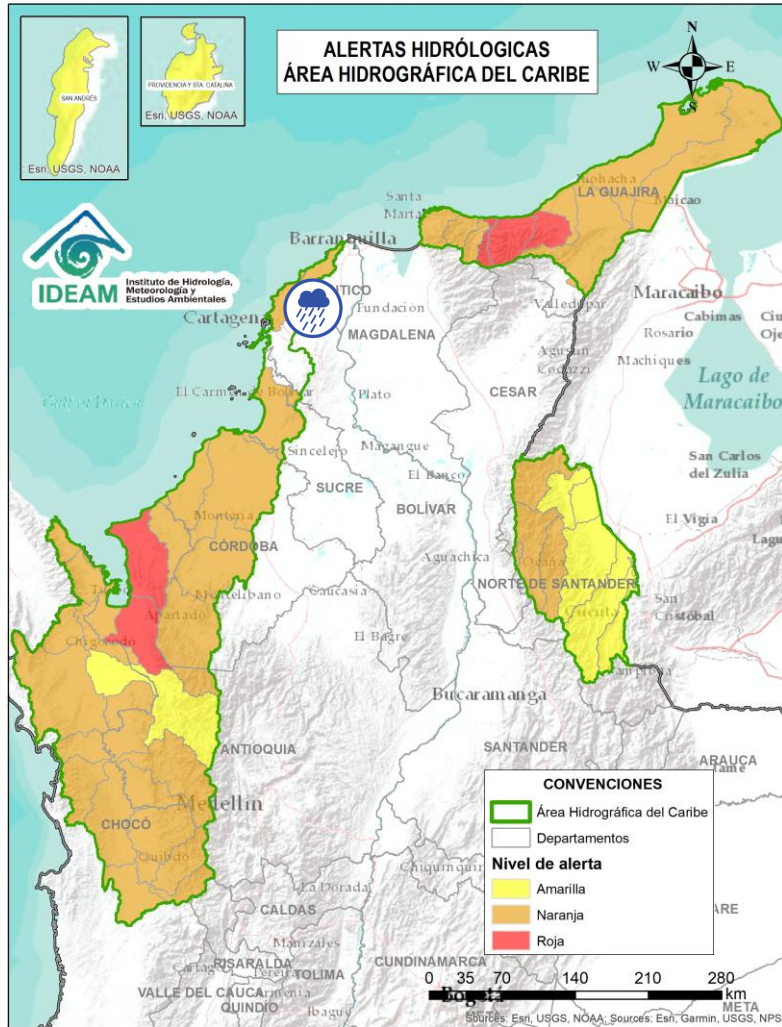 ALERTAS HIDRÓLOGICAS
ÁREA HIDROGRÁFICA DEL CARIBE
SAN ANDRÉS
Esri, USGS, NOAA
PROVIDENCIA Y STA. CATALINA
Esri, USGS, NOAA
N
W
E
S
IDEAM
Instituto de Hidrología,
Meteorología y
Estudios Ambientales
Santa
Marta
Riohacha
LA GUAJIRA
Maicao
Barranquilla
Cartagena
Fundación
Valledupar
Maracaibo
Cabimas
MAGDALENA
Rosario
Machiques
CESAR
Agustín
Codazzi
Lago de
Maracaibo
El Carmen de Bolívar
Plato
Sincelejo
Magangué
El Banco
SUCRE
BOLÍVAR
San Carlos
del Zulia
El Vigía
Montería
CÓRDOBA
Aguachica
Ocaña
NORTE DE SANTANDER
Montelíbano
Caucasia
Apartadó
El Bagre
Cúcuta
San
Cristóbal
Chigorodó
Pamplona
Bucaramanga
ANTIOQUIA
SANTANDER
ARAUCA
Medellín
CHOCÓ
Quibdó
La Dorada
CALDAS
Manizales
RISARALDA
Pereira
TOLIMA
CUNDINAMARCA
VALLE DEL CAUCA
Armenia
QUINDÍO
Ibagué
Bogotá
META
CONVENCIONES
Área Hidrográfica del Caribe
Departamentos
Nivel de alerta
Amarilla
Naranja
Roja
0 35 70 140 210 280
km
Sources: Esri, USGS, NOAA; Sources: Esri, Garmin, USGS, NPS